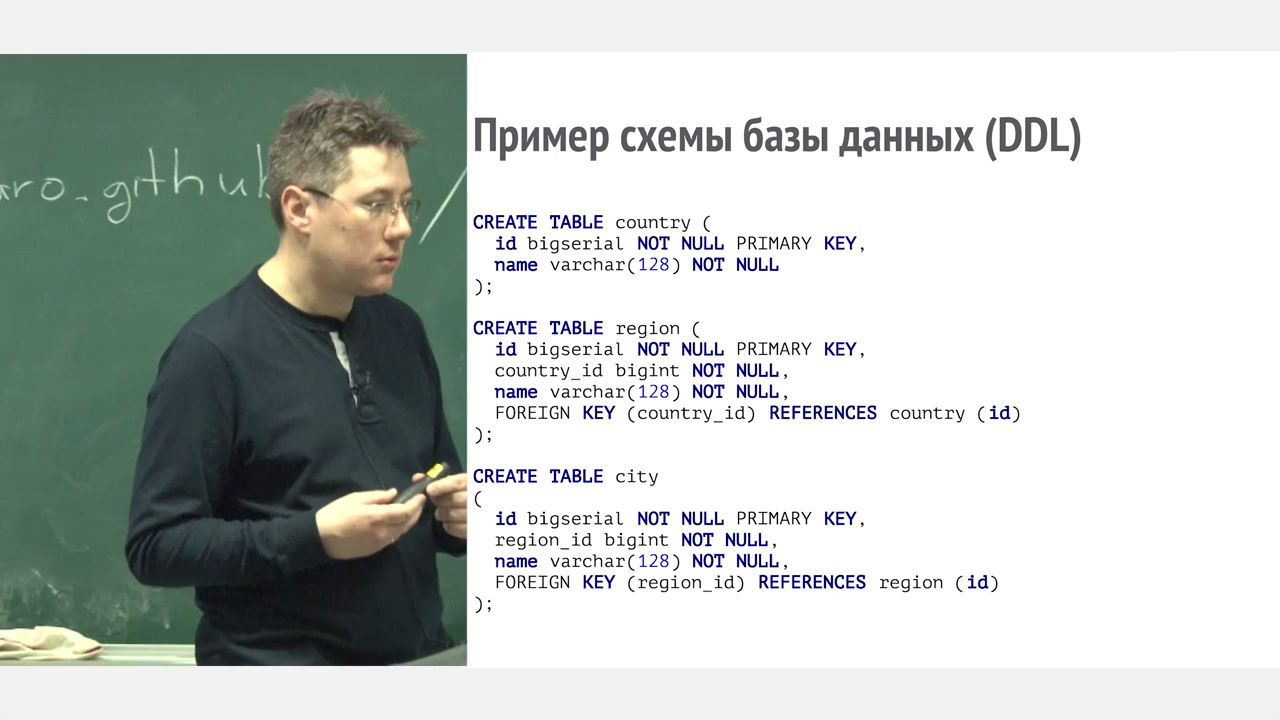 github
Пример схемы базы данных (DDL)
CREATE TABLE country (
id bigserial NOT NULL PRIMARY KEY,
name varchar(128) NOT NULL
);
CREATE TABLE region (
id bigserial NOT NULL PRIMARY KEY,
country_id bigint NOT NULL,
name varchar(128) NOT NULL,
FOREIGN KEY (country_id) REFERENCES country (id)
);
CREATE TABLE city
(
id bigserial NOT NULL PRIMARY KEY,
region_id bigint NOT NULL,
name varchar(128) NOT NULL,
FOREIGN KEY (region_id) REFERENCES region (id)
);